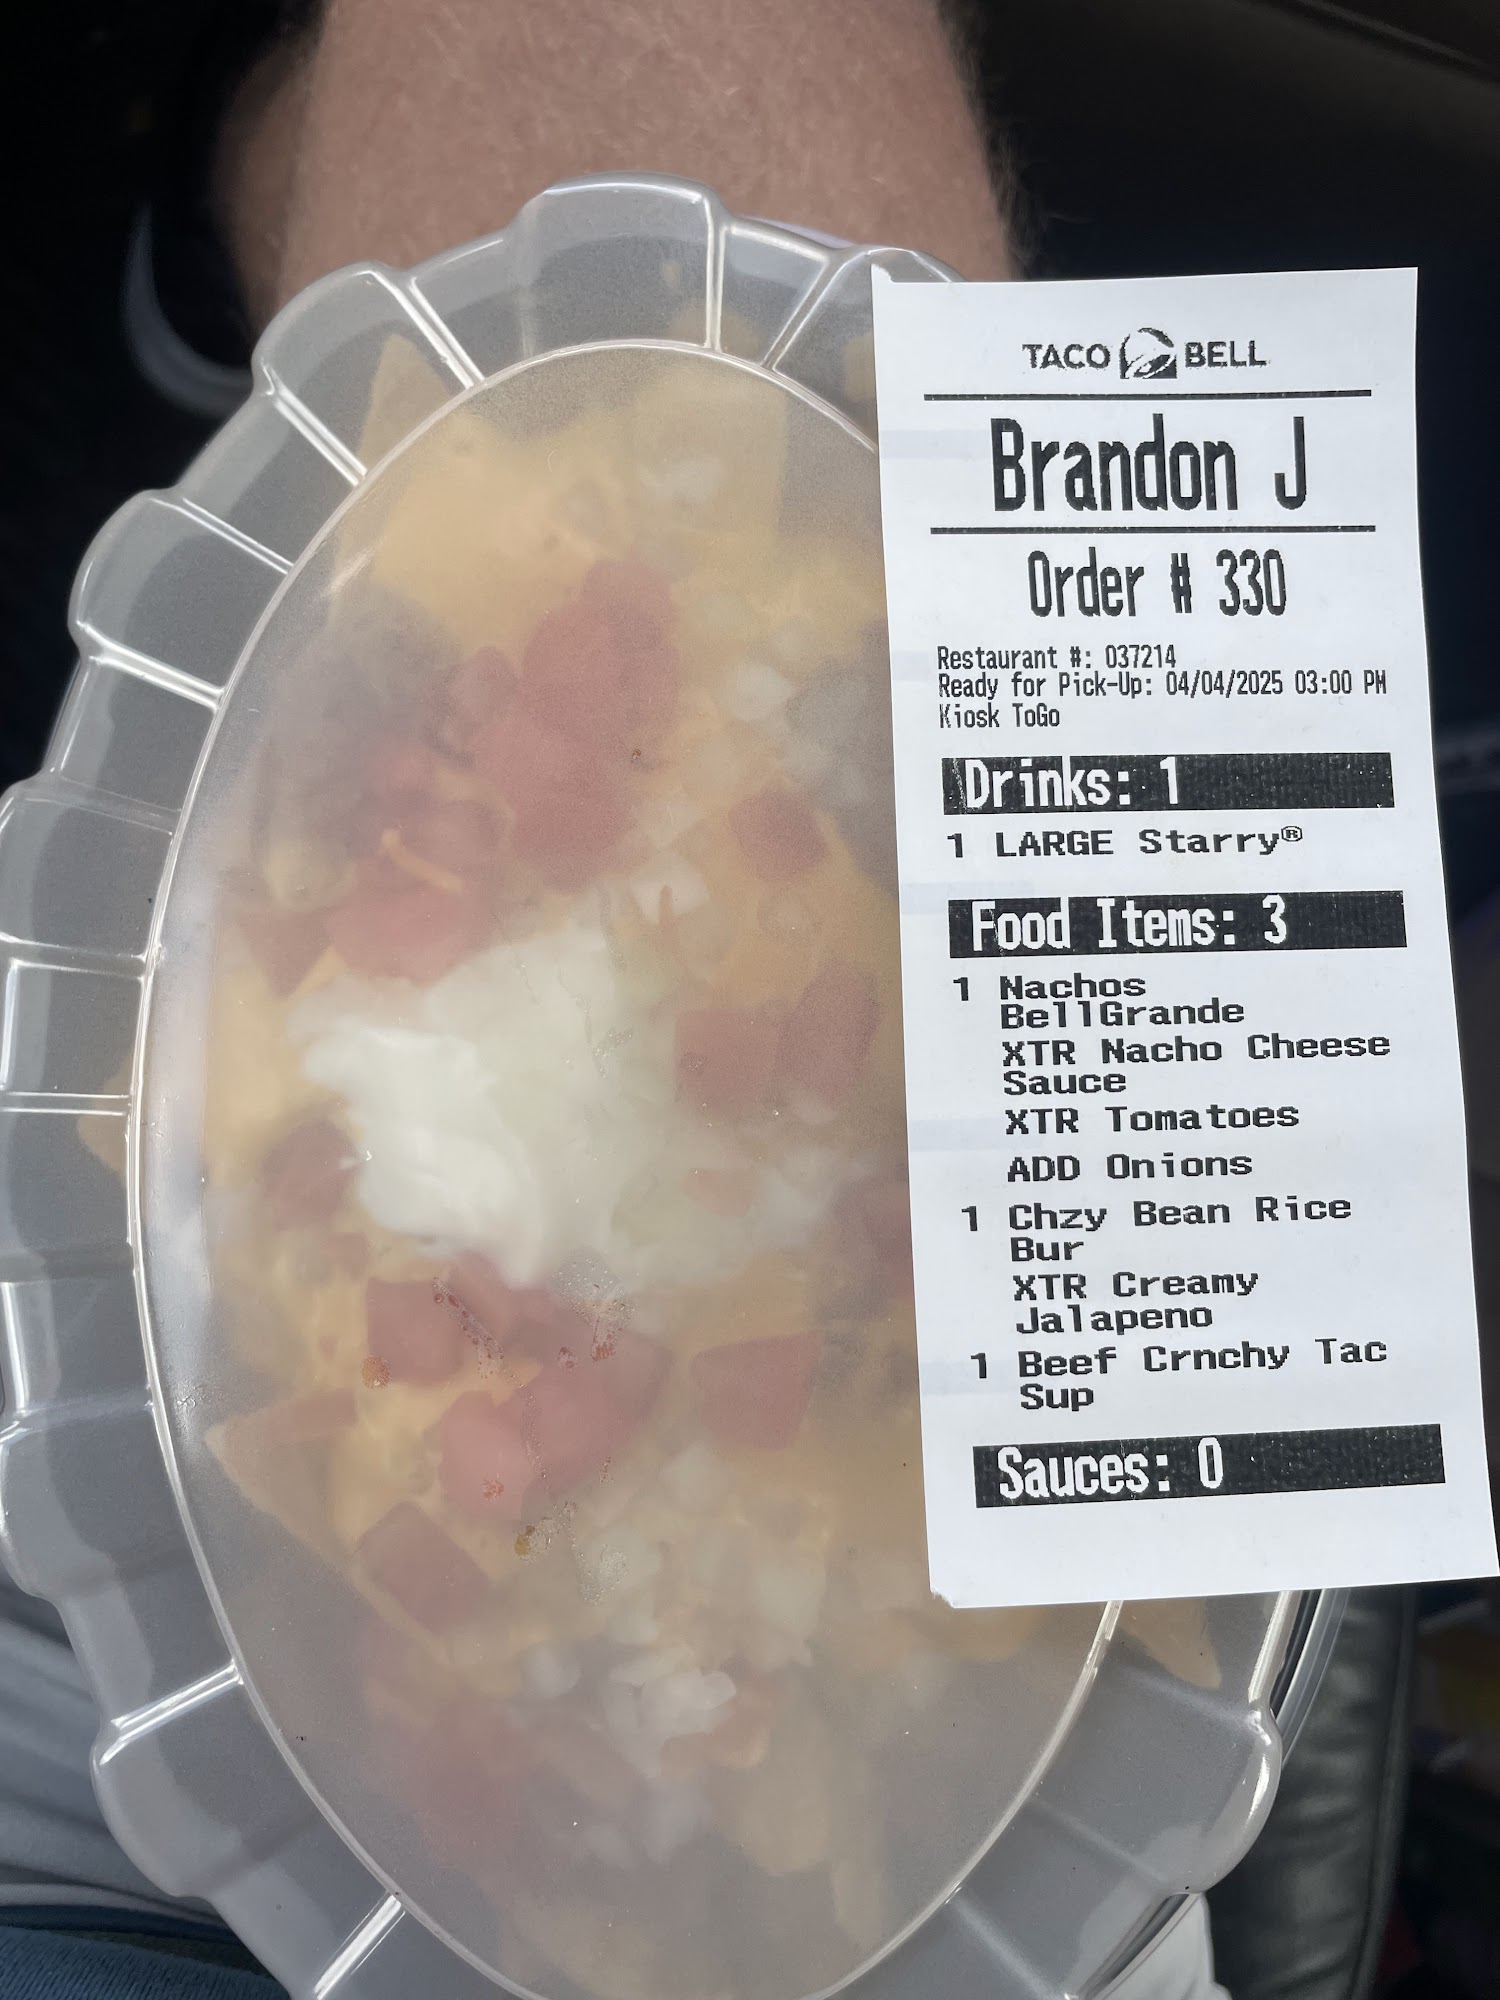 TACO BELL
Brandon J
Order # 330
Restaurant #: 037214
Ready for Pick-Up: 04/04/2025 03:00 PM
Kiosk ToGo
Drinks: 1
1 LARGE Starry®
Food Items: 3
1 Nachos
BellGrande
XTR Nacho Cheese
Sauce
XTR Tomatoes
ADD Onions
1 Chzy Bean Rice
Bur
XTR Creamy
Jalapeno
1 Beef Crnchy Tac
Sup
Sauces: 0